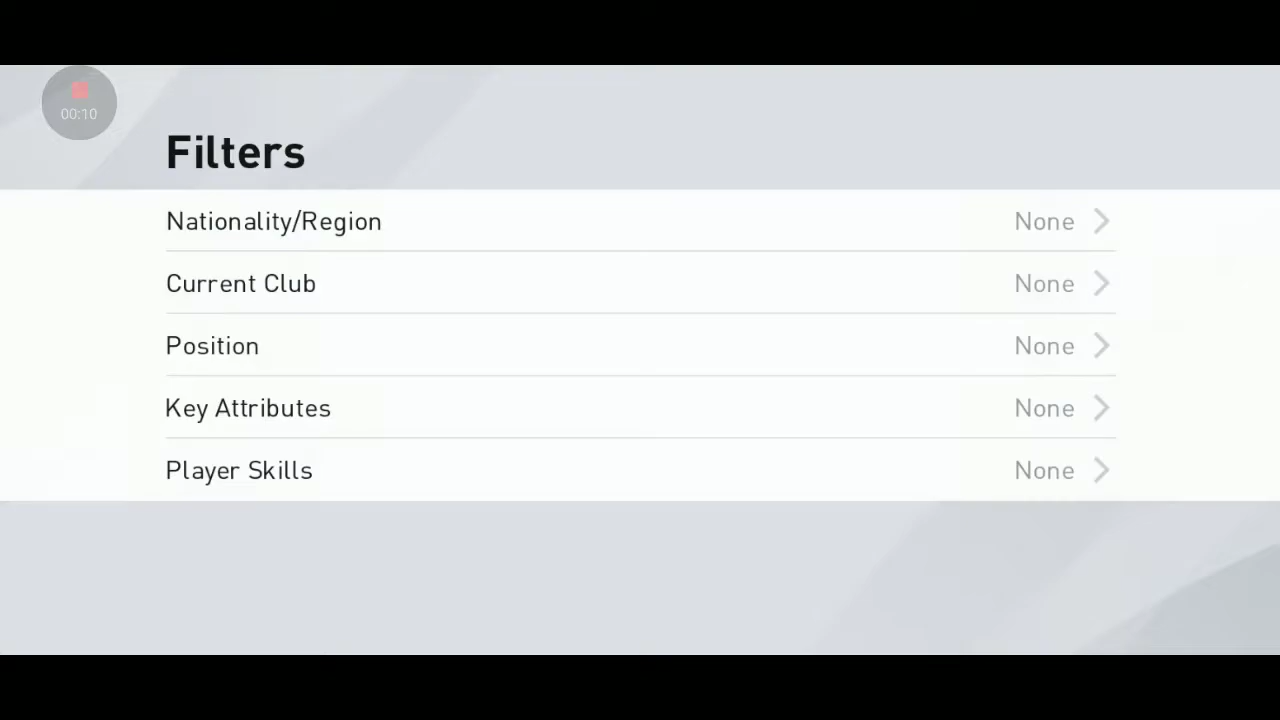 00:10
Filters
Nationality/Region None
Current Club None
Position None
Key Attributes None
Player Skills None